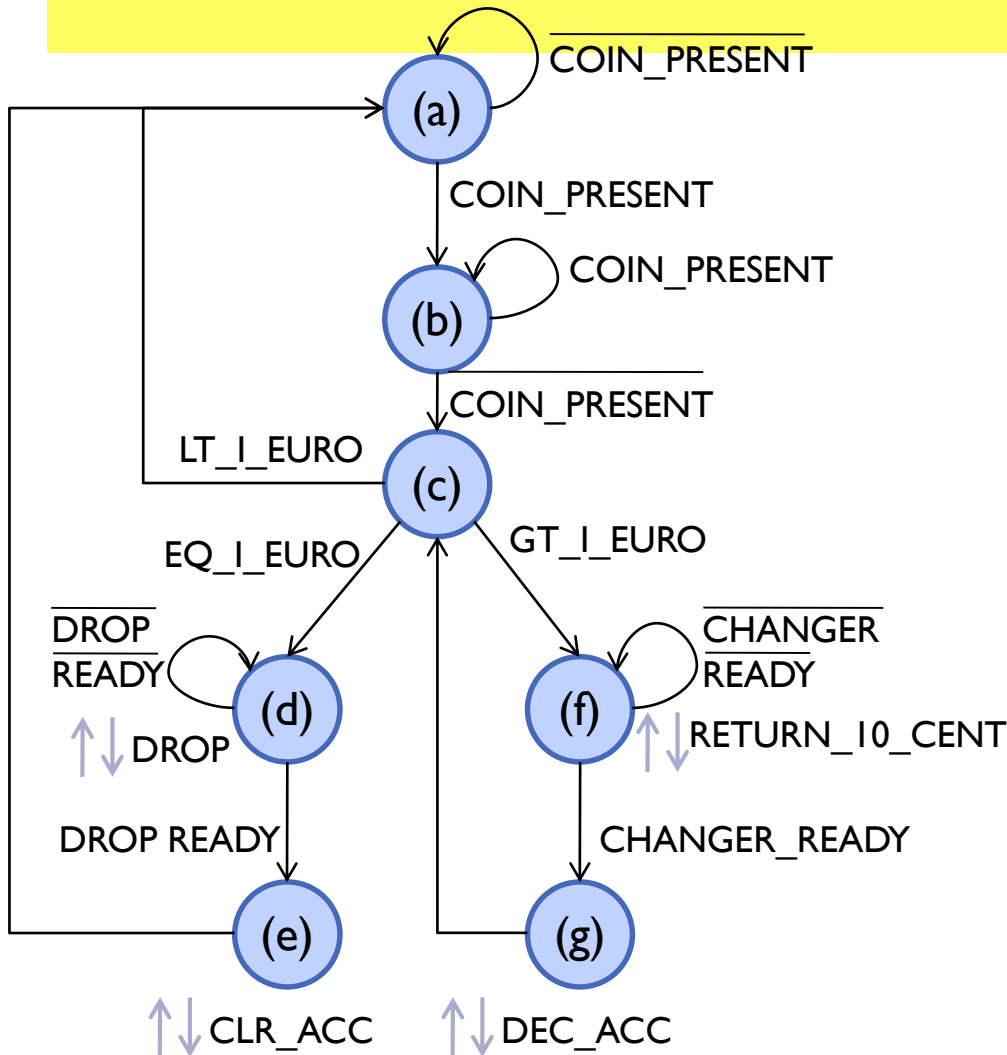 COIN_PRESENT
(a)
COIN_PRESENT
COIN_PRESENT
(b)
COIN_PRESENT
LT_1_EURO
(c)
EQ_1_EURO
GT_1_EURO
DROP
READY
(d)
DROP
CHANGER
READY
(f)
RETURN_10_CENT
DROP READY
CHANGER_READY
(e)
(g)
CLR_ACC
DEC_ACC